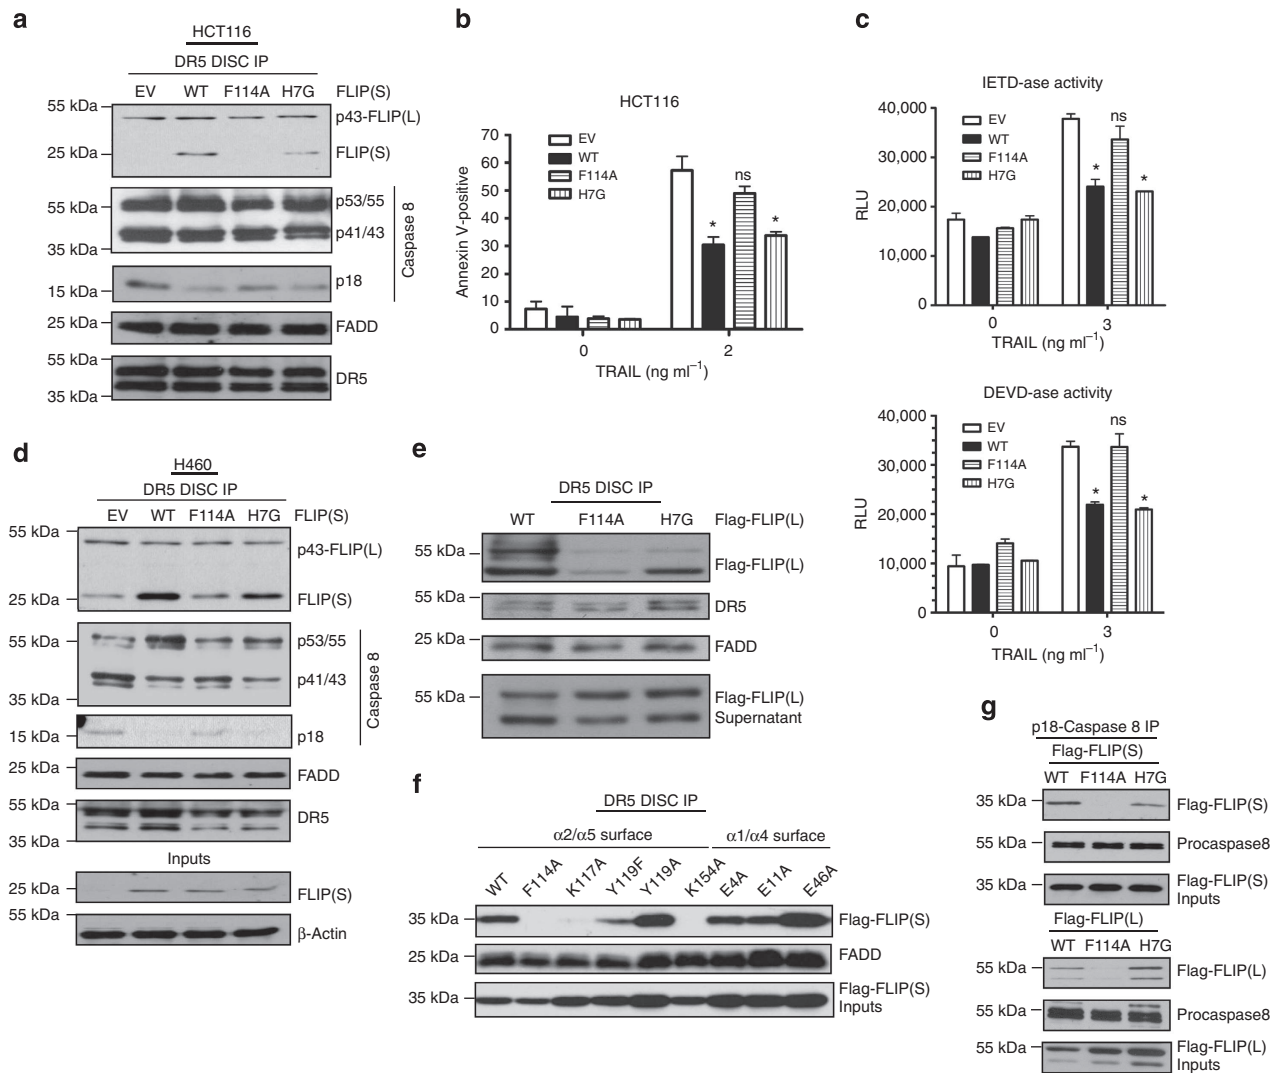 a
HCT116
DR5 DISC IP
EV WT F114A H7G FLIP(S)
55 kDa
p43-FLIP(L)
25 kDa
FLIP(S)
55 kDa
p53/55
p41/43
35 kDa
Caspase 8
15 kDa
p18
25 kDa
FADD
55 kDa
DR5
35 kDa
b
HCT116
EV
WT
F114A
H7G
Annexin V-positive
70
60
50
40
30
20
10
0
ns
*
*
0 2
TRAIL (ng ml–1)
c
IETD-ase activity
EV
WT
F114A
H7G
RLU
40,000
30,000
20,000
10,000
0
ns
*
*
0 3
TRAIL (ng ml–1)
DEVD-ase activity
EV
WT
F114A
H7G
RLU
40,000
30,000
20,000
10,000
0
ns
*
*
0 3
TRAIL (ng ml–1)
d
H460
DR5 DISC IP
EV WT F114A H7G FLIP(S)
55 kDa
p43-FLIP(L)
25 kDa
FLIP(S)
55 kDa
p53/55
p41/43
35 kDa
Caspase 8
15 kDa
p18
25 kDa
FADD
55 kDa
DR5
35 kDa
Inputs
25 kDa
FLIP(S)
55 kDa
β-Actin
e
DR5 DISC IP
WT F114A H7G Flag-FLIP(L)
55 kDa
Flag-FLIP(L)
55 kDa
DR5
25 kDa
FADD
55 kDa
Flag-FLIP(L)
Supernatant
f
DR5 DISC IP
α2/α5 surface α1/α4 surface
WT F114A K117A Y119F Y119A K154A E4A E11A E46A
35 kDa
Flag-FLIP(S)
25 kDa
FADD
35 kDa
Flag-FLIP(S)
Inputs
g
p18-Caspase 8 IP
Flag-FLIP(S)
WT F114A H7G
35 kDa
Flag-FLIP(S)
55 kDa
Procaspase8
35 kDa
Flag-FLIP(S)
Inputs
Flag-FLIP(L)
WT F114A H7G
55 kDa
Flag-FLIP(L)
55 kDa
Procaspase8
55 kDa
Flag-FLIP(L)
Inputs